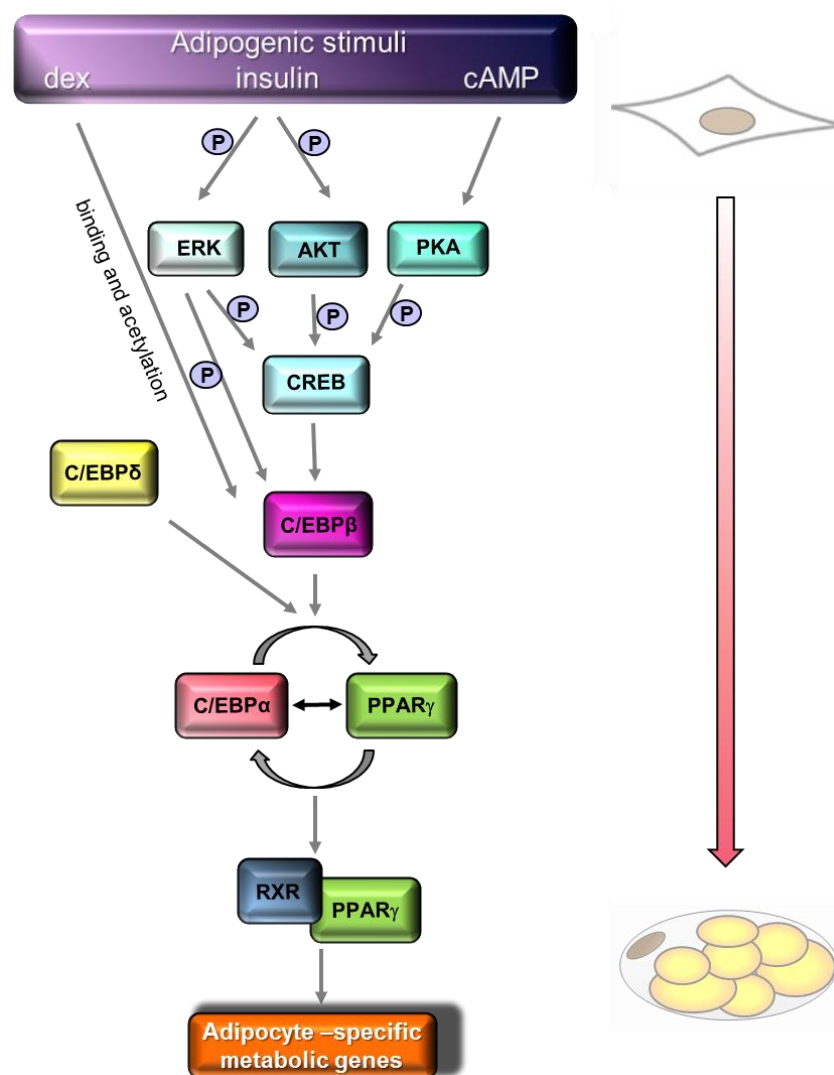 Adipogenic stimuli
dex insulin cAMP
P P
binding and acetylation
ERK AKT PKA
P P P
P
CREB
C/EBPδ
C/EBPβ
C/EBPα PPARγ
RXR
PPARγ
Adipocyte –specific
metabolic genes